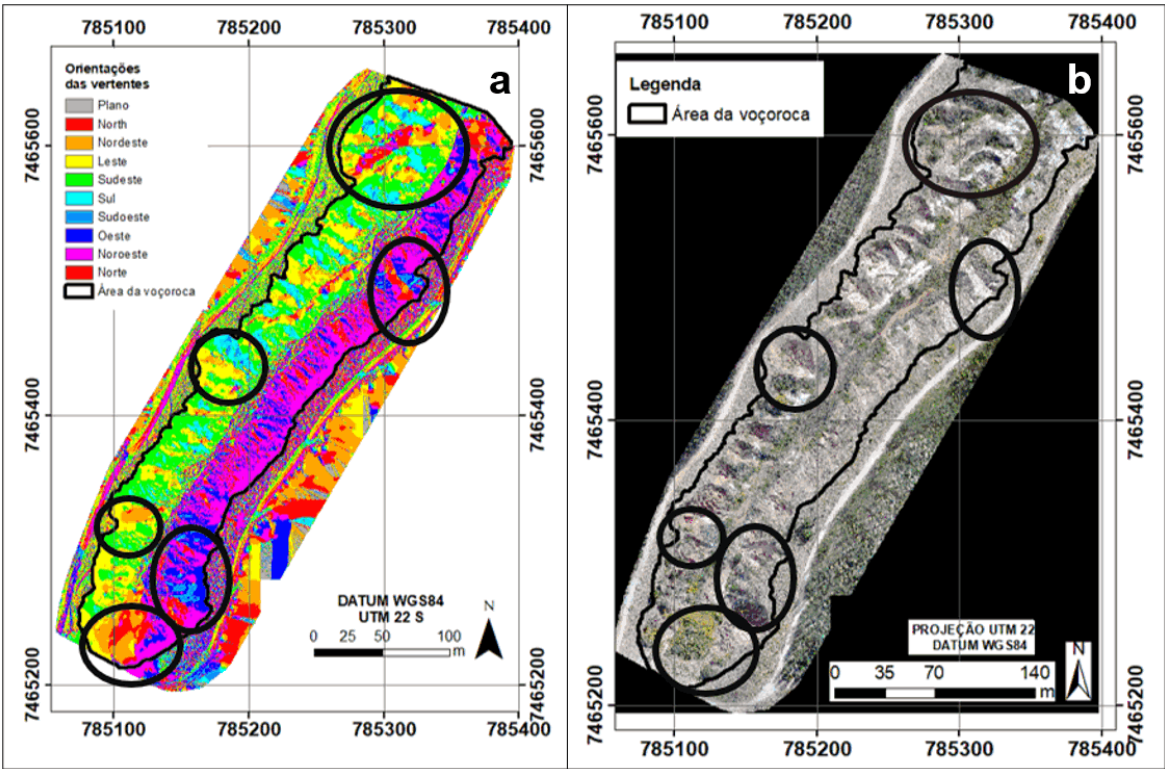 785100 785200 785300 785400
a
Orientações
das vertentes
Plano
North
Nordeste
Leste
Sudeste
Sul
Sudoeste
Oeste
Noroeste
Norte
Área da voçoroca
7465600
7465400
7465200
7465600
7465400
7465200
DATUM WGS84
UTM 22 S
0 25 50 100
m
N
785100 785200 785300 785400
785100 785200 785300 785400
b
Legenda
Área da voçoroca
7465600
7465400
7465200
7465600
7465400
7465200
PROJEÇÃO UTM 22
DATUM WGS84
0 35 70 140
m
N
785100 785200 785300 785400